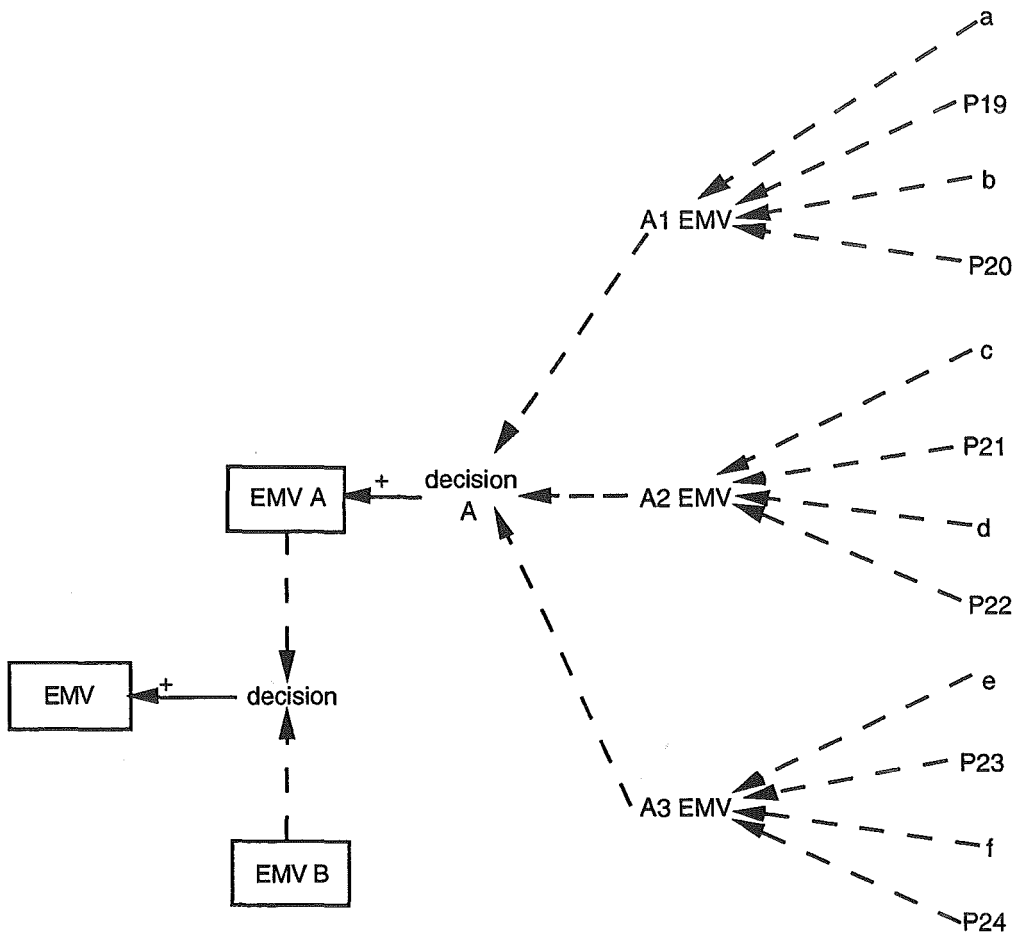 a
P19
b
A1 EMV
P20
c
P21
decision
A
+
EMV A
A2 EMV
d
P22
e
+
EMV
decision
P23
A3 EMV
f
EMV B
P24